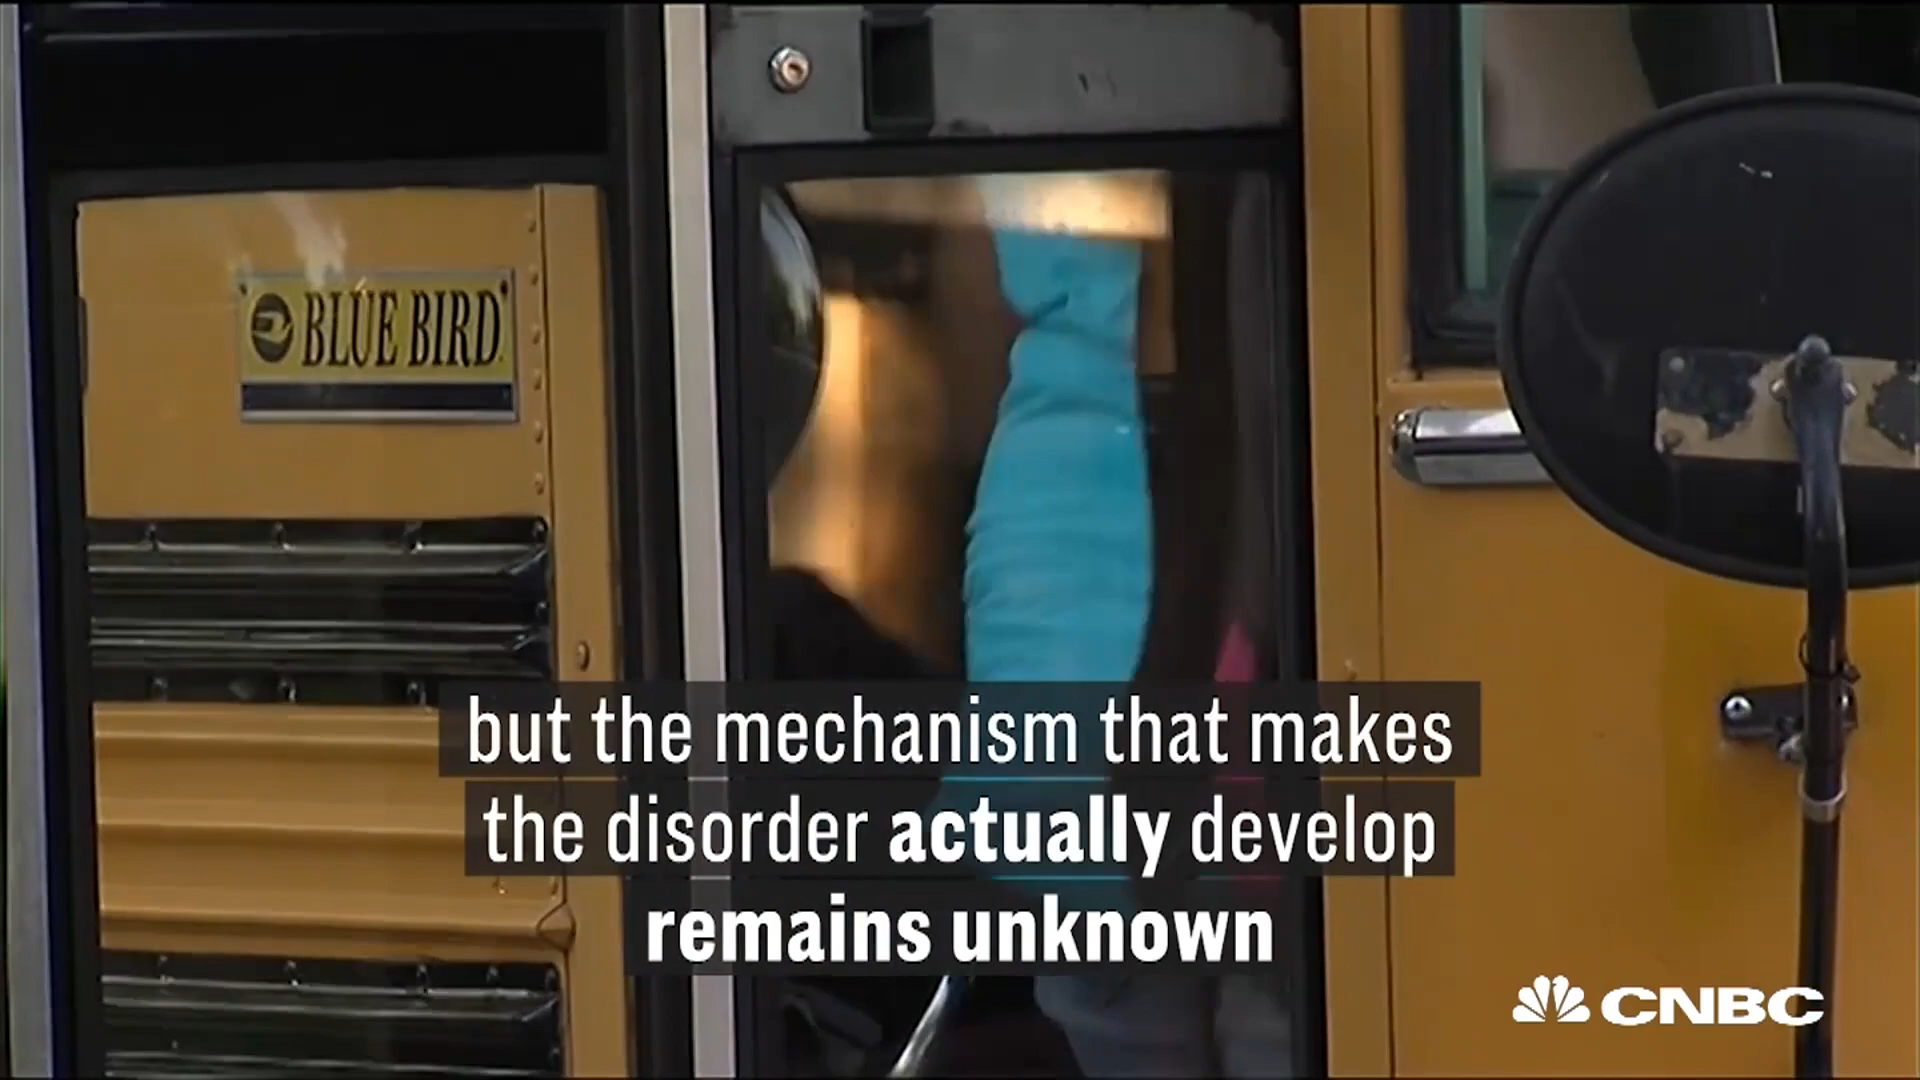 BLUE BIRD
but the mechanism that makes
the disorder actually develop
remains unknown
CNBC